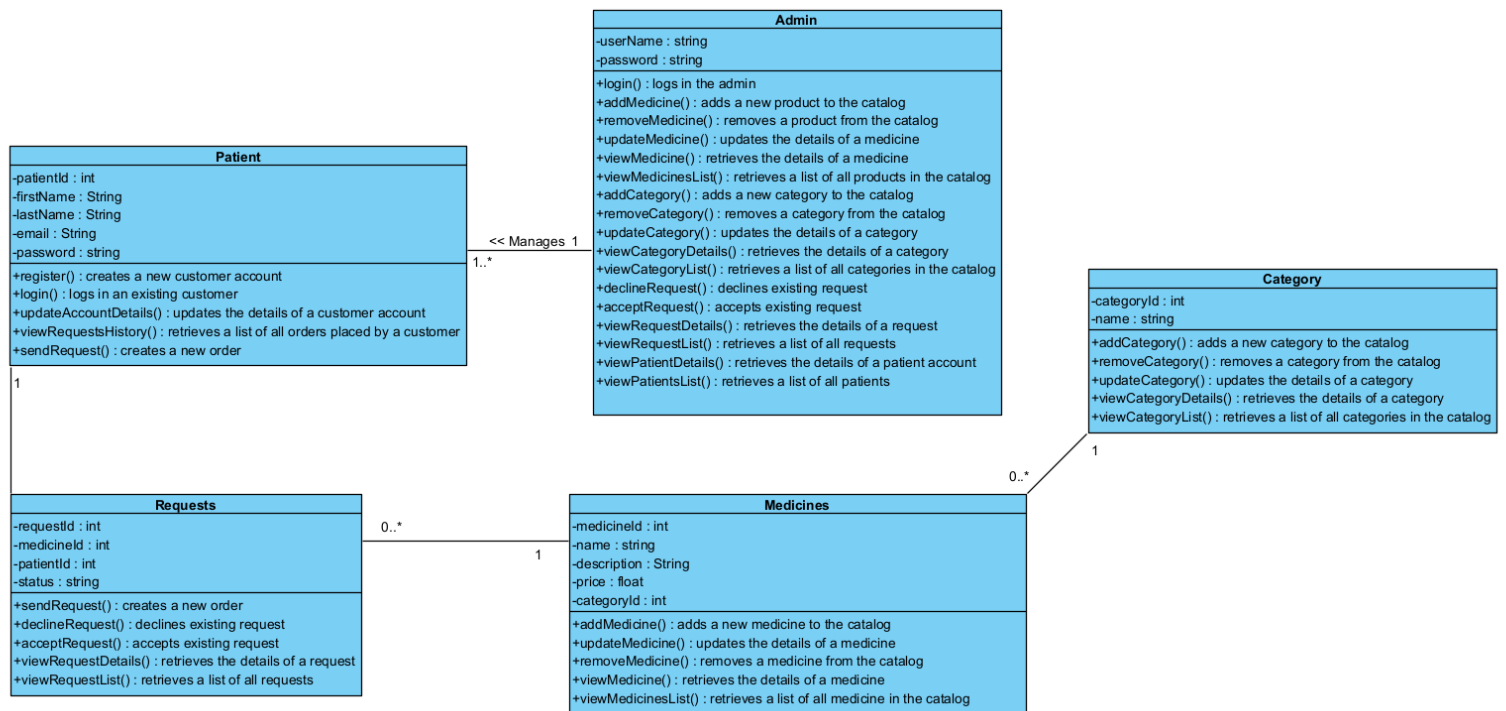 Admin
-userName : string
-password : string
+login() : logs in the admin
+addMedicine() : adds a new product to the catalog
+removeMedicine() : removes a product from the catalog
+updateMedicine() : updates the details of a medicine
+viewMedicine() : retrieves the details of a medicine
+viewMedicinesList() : retrieves a list of all products in the catalog
+addCategory() : adds a new category to the catalog
+removeCategory() : removes a category from the catalog
+updateCategory() : updates the details of a category
+viewCategoryDetails() : retrieves the details of a category
+viewCategoryList() : retrieves a list of all categories in the catalog
+declineRequest() : declines existing request
+acceptRequest() : accepts existing request
+viewRequestDetails() : retrieves the details of a request
+viewRequestList() : retrieves a list of all requests
+viewPatientDetails() : retrieves the details of a patient account
+viewPatientsList() : retrieves a list of all patients
Patient
-patientId : int
-firstName : String
-lastName : String
-email : String
-password : string
+register() : creates a new customer account
+login() : logs in an existing customer
+updateAccountDetails() : updates the details of a customer account
+viewRequestsHistory() : retrieves a list of all orders placed by a customer
+sendRequest() : creates a new order
<< Manages 1
1..*
Category
-categoryId : int
-name : string
+addCategory() : adds a new category to the catalog
+removeCategory() : removes a category from the catalog
+updateCategory() : updates the details of a category
+viewCategoryDetails() : retrieves the details of a category
+viewCategoryList() : retrieves a list of all categories in the catalog
1
1
0..*
Requests
-requestId : int
-medicineId : int
-patientId : int
-status : string
+sendRequest() : creates a new order
+declineRequest() : declines existing request
+acceptRequest() : accepts existing request
+viewRequestDetails() : retrieves the details of a request
+viewRequestList() : retrieves a list of all requests
0..*
1
Medicines
-medicineId : int
-name : string
-description : String
-price : float
-categoryId : int
+addMedicine() : adds a new medicine to the catalog
+updateMedicine() : updates the details of a medicine
+removeMedicine() : removes a medicine from the catalog
+viewMedicine() : retrieves the details of a medicine
+viewMedicinesList() : retrieves a list of all medicine in the catalog